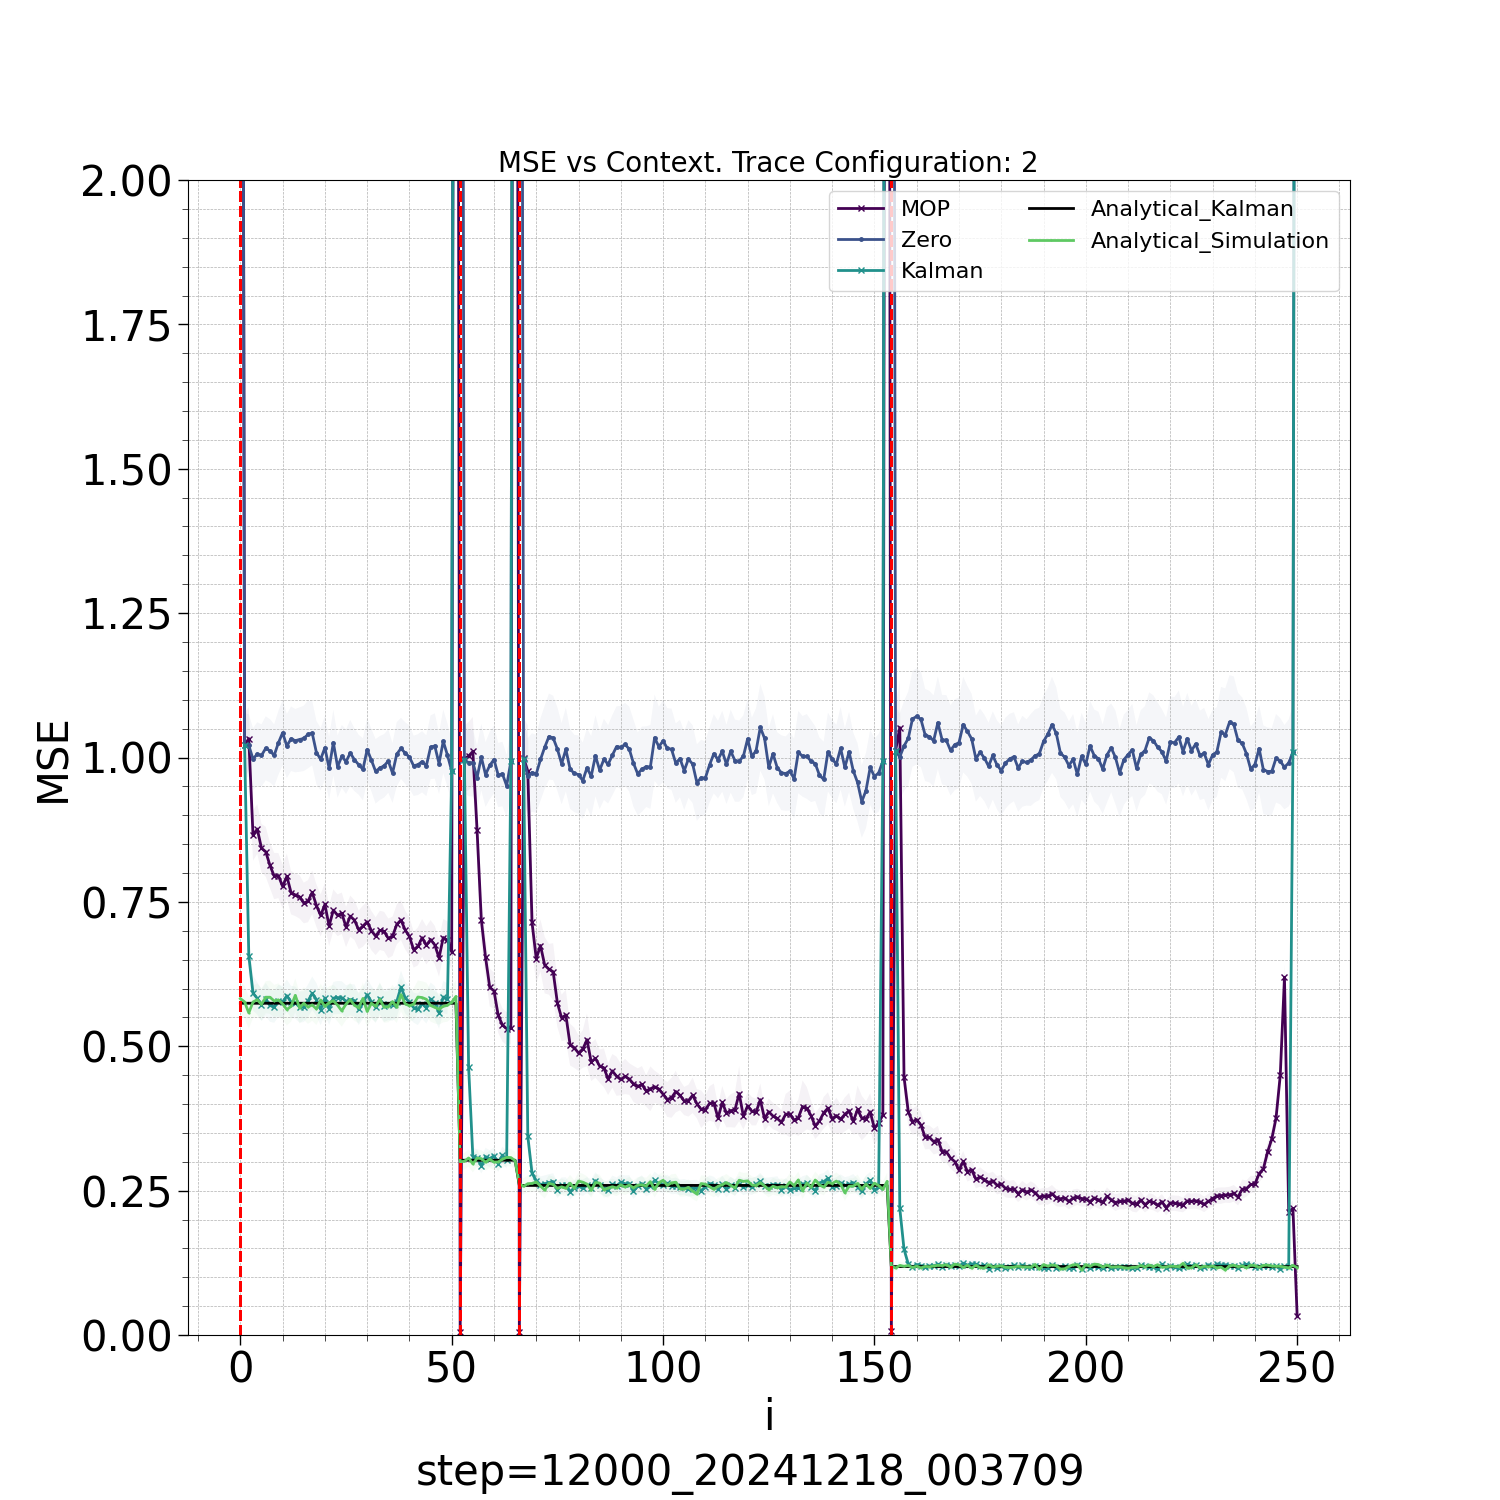 MSE vs Context. Trace Configuration: 2
MOP
Zero
Kalman
Analytical_Kalman
Analytical_Simulation
2.00
1.75
1.50
1.25
1.00
0.75
0.50
0.25
0.00
MSE
0 50 100 150 200 250
i
step=12000_20241218_003709